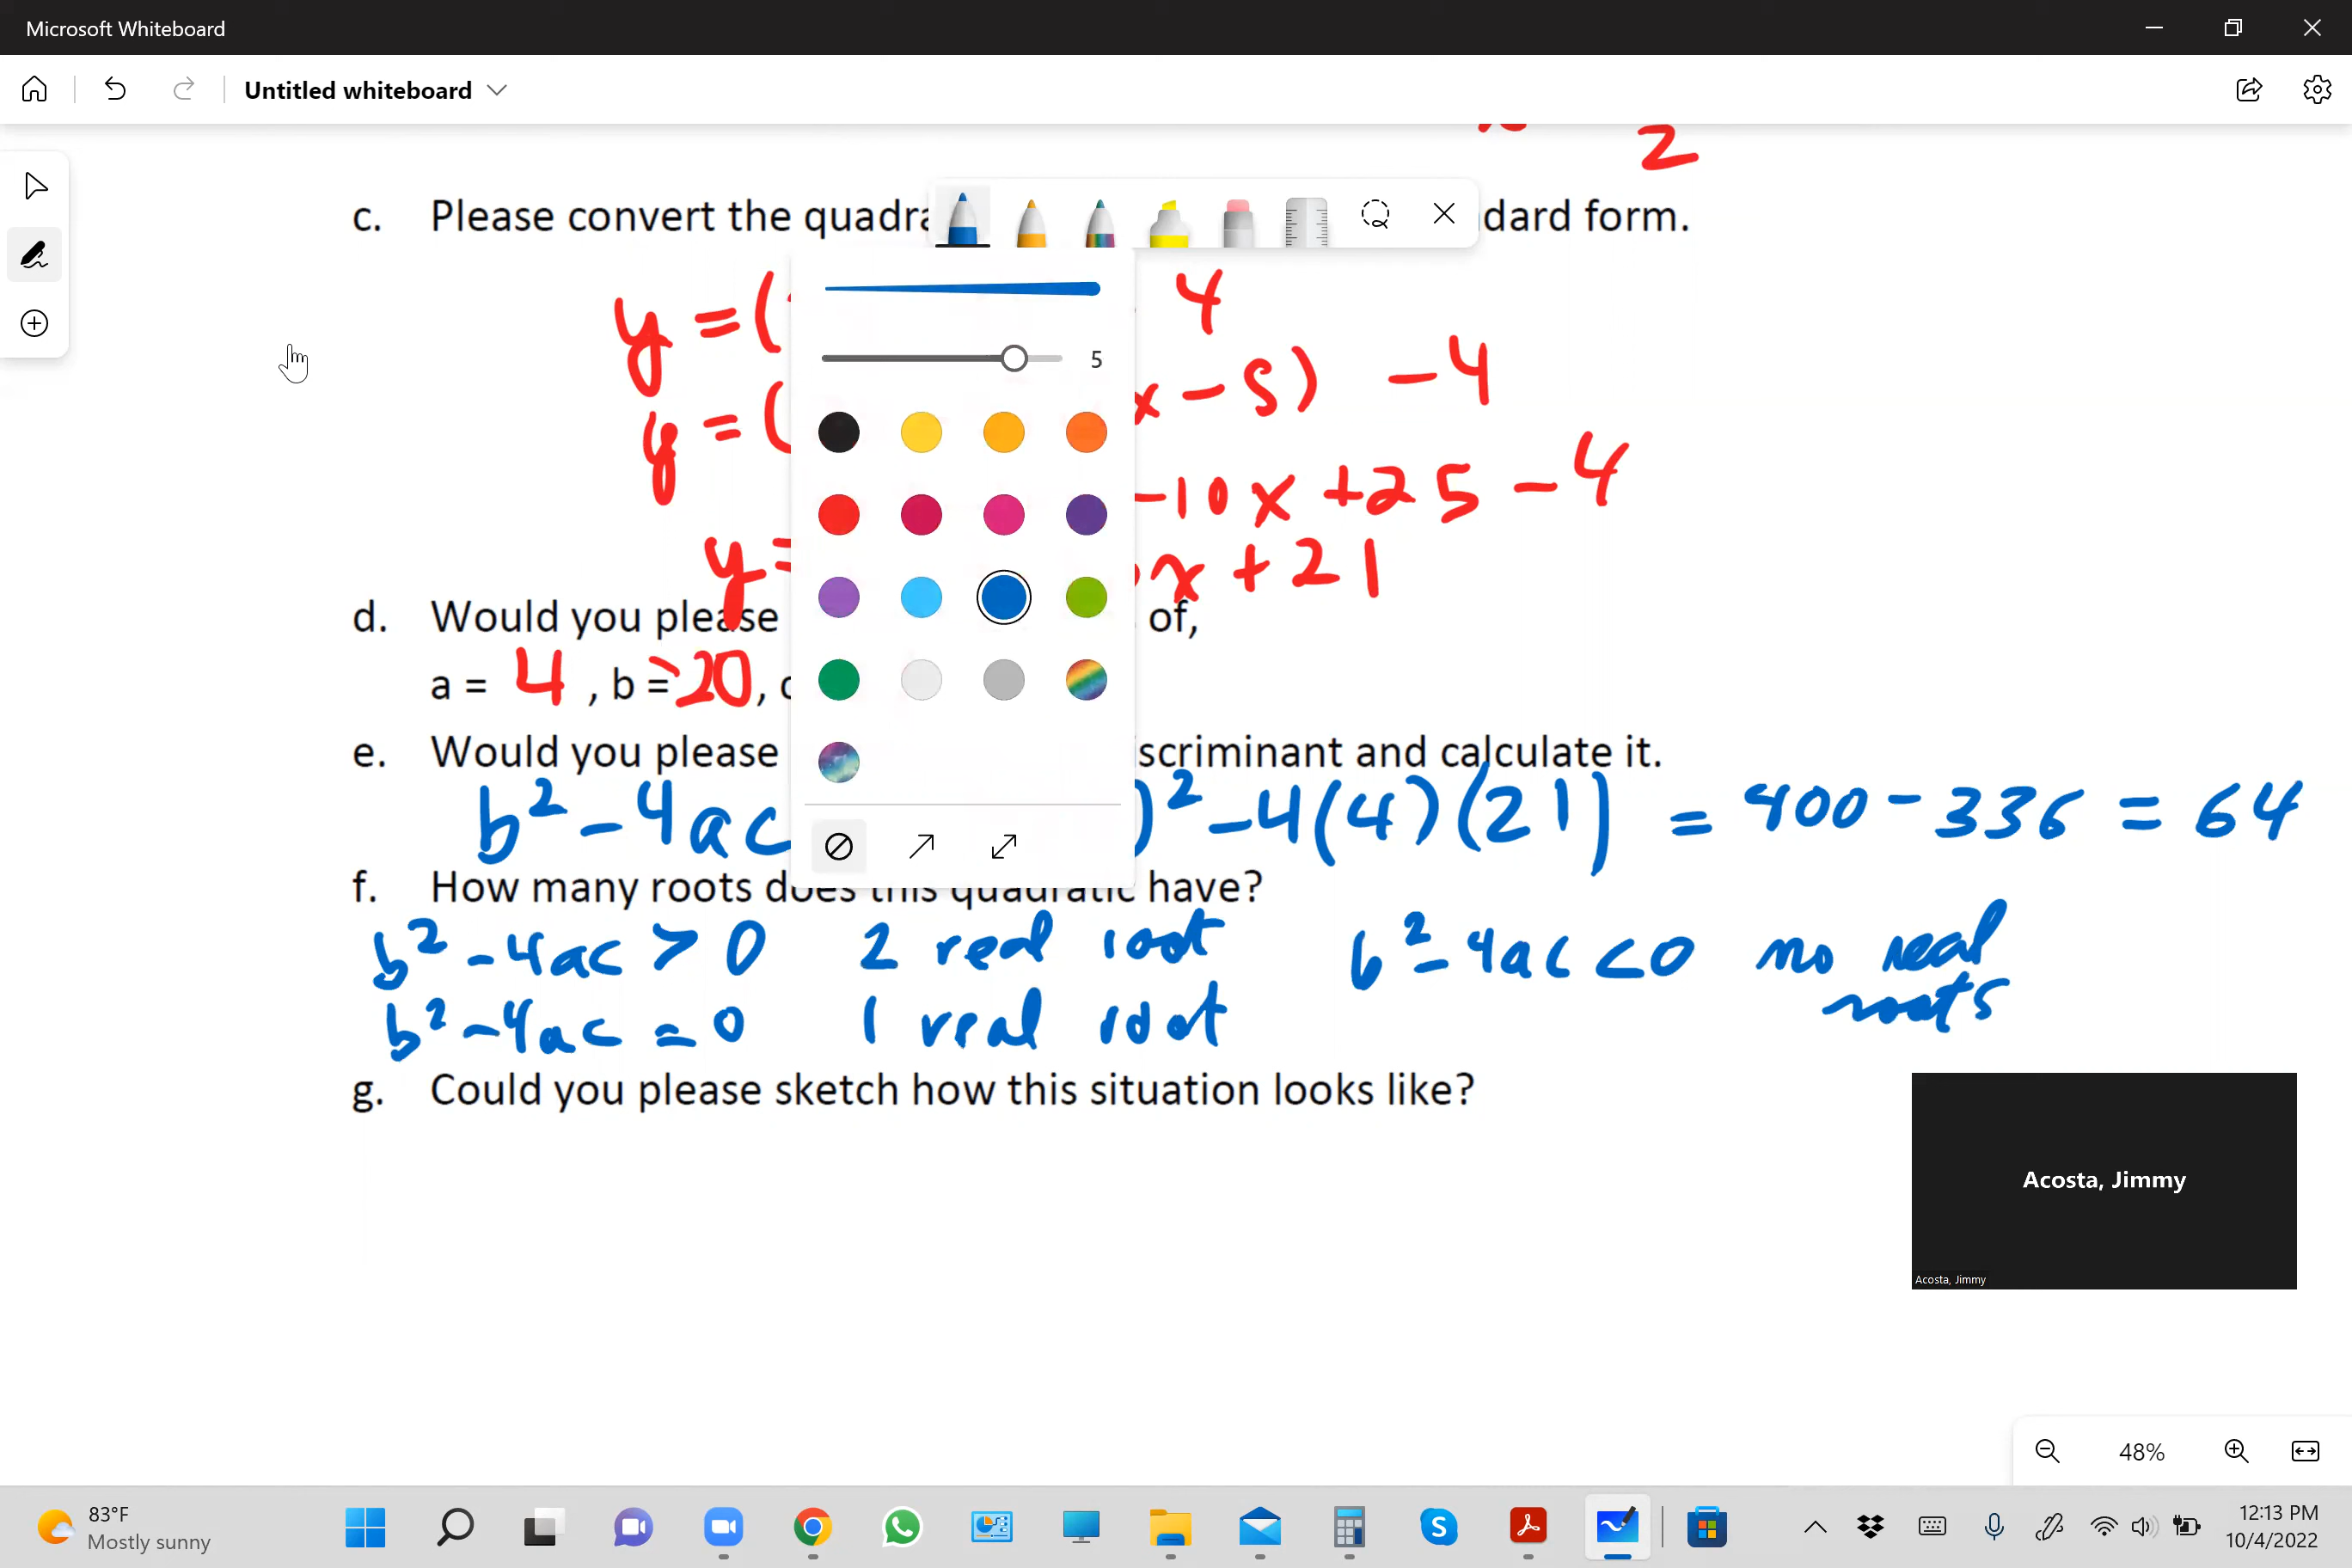 Microsoft Whiteboard
Untitled whiteboard
2
c. Please convert the quadra dard form.
y = ( 4
y = ( x - 5) - 4
-10x + 25 - 4
y = x + 21
d. Would you please of,
a = 4 , b = -20, c
e. Would you please scriminant and calculate it.
b² - 4ac )² - 4(4)(21) = 400 - 336 = 64
f. How many roots does this quadratic have?
b² - 4ac > 0 2 real root b² - 4ac < 0 no real roots
b² - 4ac = 0 1 real root
g. Could you please sketch how this situation looks like?
5
Acosta, Jimmy
Acosta, Jimmy
48%
83°F
Mostly sunny
12:13 PM
10/4/2022